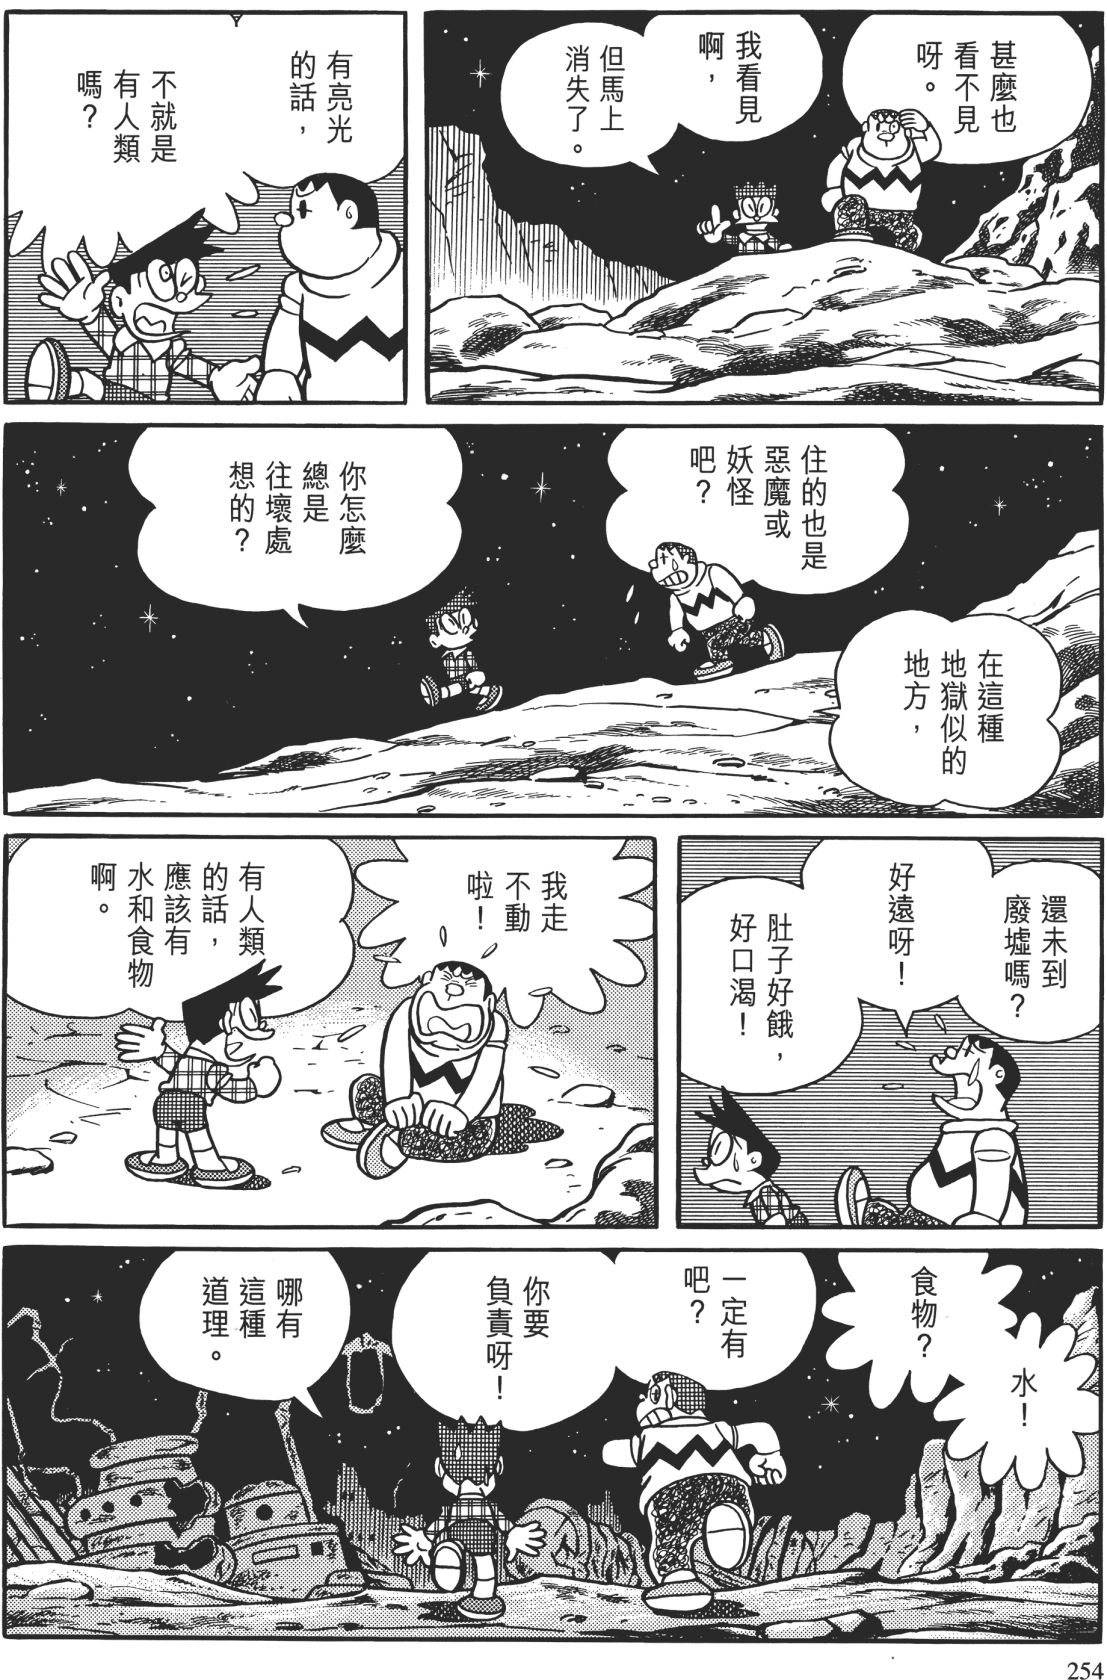 甚麼也
看不見
呀。
我看見
啊，
但馬上
消失了。
有亮光
的話，
不就是
有人類
嗎？
在這種
地獄似的
地方，
住的也是
惡魔或
妖怪
吧？
你怎麼
總是
往壞處
想的？
還未到
廢墟嗎？
好遠呀！
肚子好餓，
好口渴！
我走
不動
啦！
有人類
的話，
應該有
水和食物
啊。
水！
食物？
一定有
吧？
你要
負責呀！
哪有
這種
道理。
254